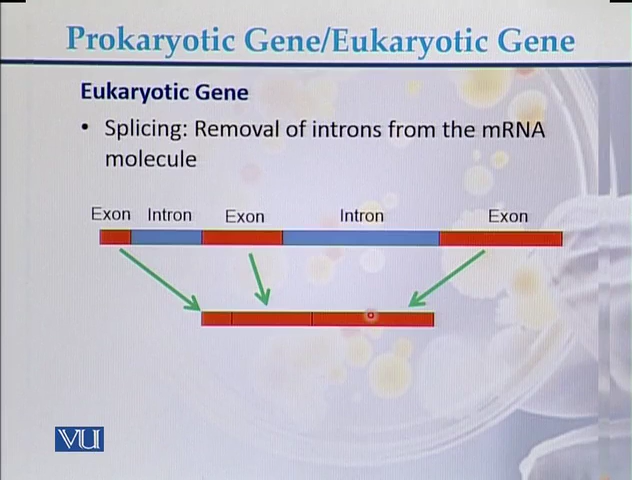 Prokaryotic Gene/Eukaryotic Gene
Eukaryotic Gene
• Splicing: Removal of introns from the mRNA
molecule
Exon Intron Exon Intron Exon
VU